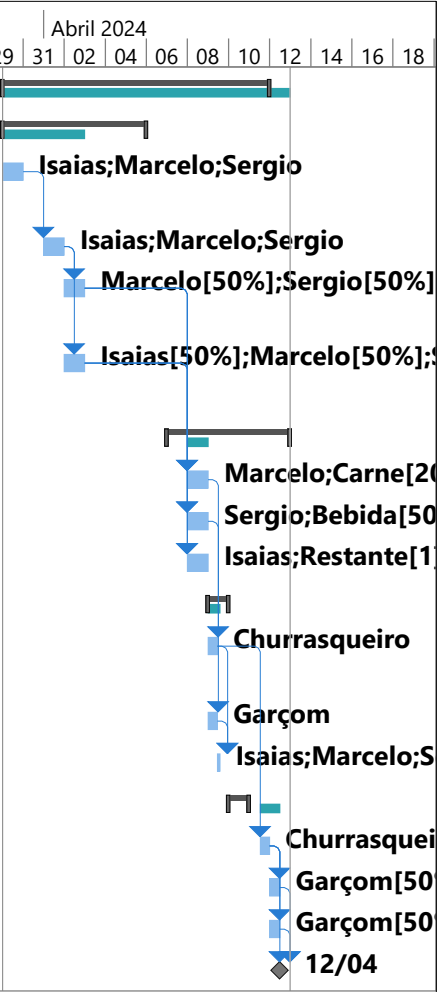 Abril 2024
29 31 02 04 06 08 10 12 14 16 18
Isaias;Marcelo;Sergio
Isaias;Marcelo;Sergio
Marcelo[50%];Sergio[50%]
Isaias[50%];Marcelo[50%];S
Marcelo;Carne[20
Sergio;Bebida[50
Isaias;Restante[1]
Churrasqueiro
Garçom
Isaias;Marcelo;S
Churrasquei
Garçom[50%
Garçom[50%
12/04